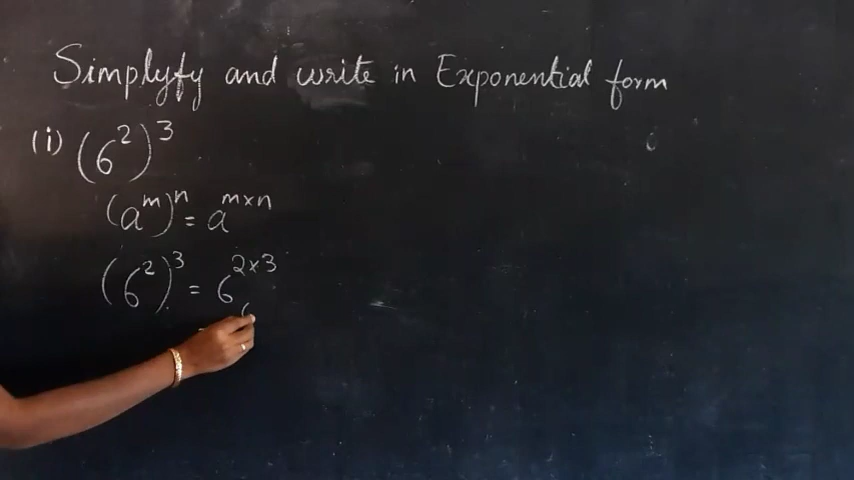 Simplyfy and write in Exponential form
(i) (6²)³
(aᵐ)ⁿ = aᵐˣⁿ
(6²)³ = 6²ˣ³